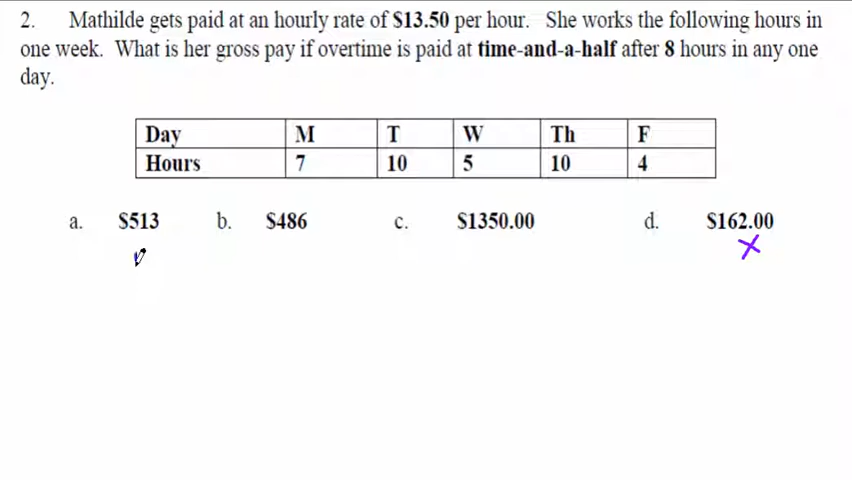 2. Mathilde gets paid at an hourly rate of $13.50 per hour. She works the following hours in
one week. What is her gross pay if overtime is paid at time-and-a-half after 8 hours in any one
day.
Day M T W Th F
Hours 7 10 5 10 4
a. $513 b. $486 c. $1350.00 d. $162.00